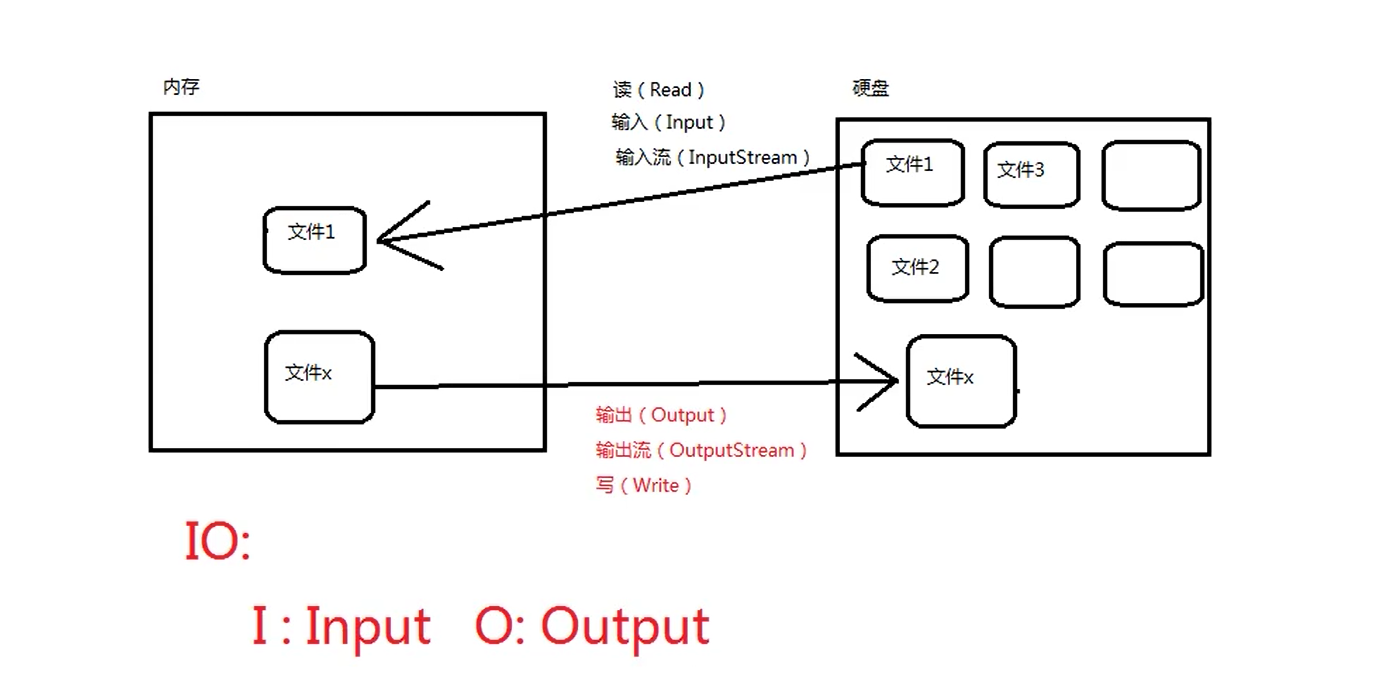 内存
读（Read）
输入（Input）
输入流（InputStream）
硬盘
文件1
文件3
文件1
文件2
文件x
文件x
输出（Output）
输出流（OutputStream）
写（Write）
IO:
I : Input O: Output